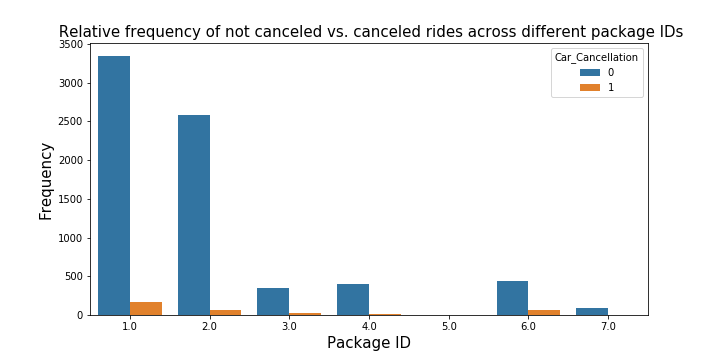 Relative frequency of not canceled vs. canceled rides across different package IDs
Car_Cancellation
0
1
3500
3000
2500
2000
1500
1000
500
0
Frequency
1.0 2.0 3.0 4.0 5.0 6.0 7.0
Package ID